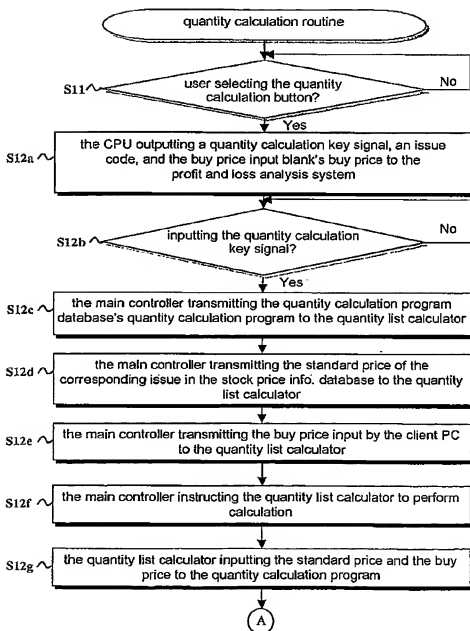 quantity calculation routine
S11
user selecting the quantity
calculation button?
No
Yes
S12a
the CPU outputting a quantity calculation key signal, an issue
code, and the buy price input blank's buy price to the
profit and loss analysis system
S12b
inputting the quantity calculation
key signal?
No
Yes
S12c
the main controller transmitting the quantity calculation program
database's quantity calculation program to the quantity list calculator
S12d
the main controller transmitting the standard price of the
corresponding issue in the stock price info. database to the quantity
list calculator
S12e
the main controller transmitting the buy price input by the client PC
to the quantity list calculator
S12f
the main controller instructing the quantity list calculator to perform
calculation
S12g
the quantity list calculator inputting the standard price and the buy
price to the quantity calculation program
A